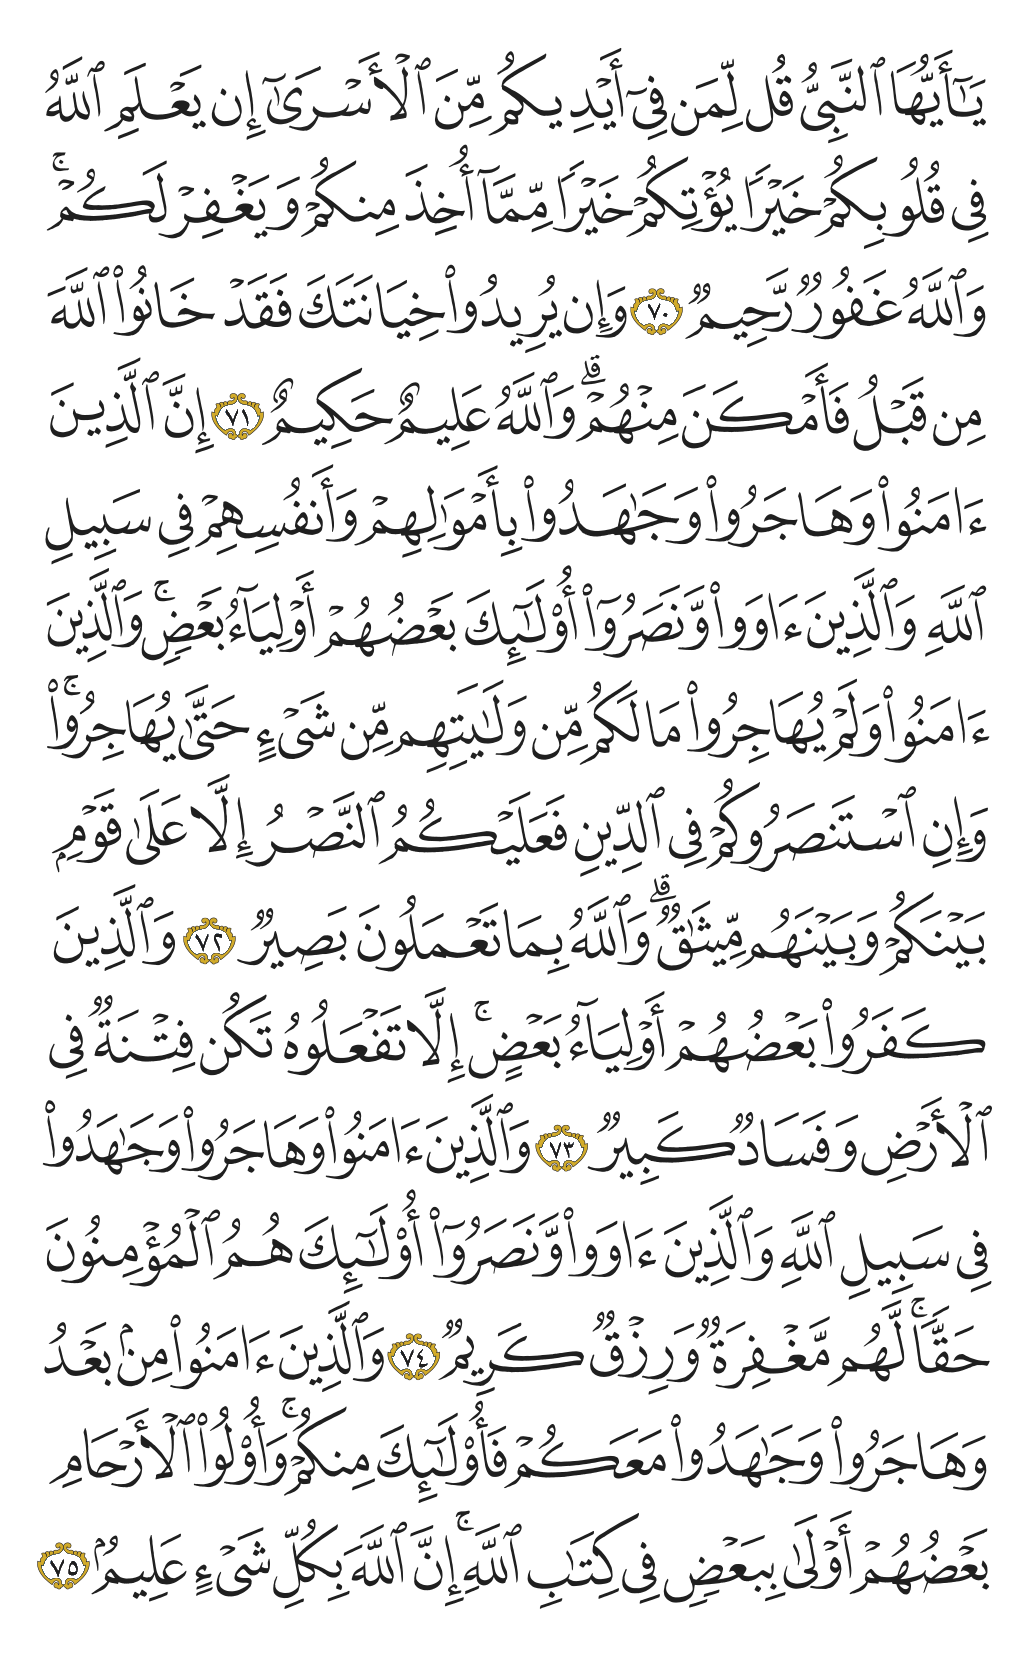 يَـٰٓأَيُّهَا ٱلنَّبِىُّ قُل لِّمَن فِىٓ أَيْدِيكُم مِّنَ ٱلْأَسْرَىٰٓ إِن يَعْلَمِ ٱللَّهُ
فِى قُلُوبِكُمْ خَيْرًا يُؤْتِكُمْ خَيْرًا مِّمَّآ أُخِذَ مِنكُمْ وَيَغْفِرْ لَكُمْ ۚ
وَٱللَّهُ غَفُورٌ رَّحِيمٌ ٧٠ وَإِن يُرِيدُوا۟ خِيَانَتَكَ فَقَدْ خَانُوا۟ ٱللَّهَ
مِن قَبْلُ فَأَمْكَنَ مِنْهُمْ ۗ وَٱللَّهُ عَلِيمٌ حَكِيمٌ ٧١ إِنَّ ٱلَّذِينَ
ءَامَنُوا۟ وَهَاجَرُوا۟ وَجَـٰهَدُوا۟ بِأَمْوَٰلِهِمْ وَأَنفُسِهِمْ فِى سَبِيلِ
ٱللَّهِ وَٱلَّذِينَ ءَاوَوا۟ وَّنَصَرُوٓا۟ أُو۟لَـٰٓئِكَ بَعْضُهُمْ أَوْلِيَآءُ بَعْضٍ ۚ وَٱلَّذِينَ
ءَامَنُوا۟ وَلَمْ يُهَاجِرُوا۟ مَا لَكُم مِّن وَلَـٰيَتِهِم مِّن شَىْءٍ حَتَّىٰ يُهَاجِرُوا۟ ۚ
وَإِنِ ٱسْتَنصَرُوكُمْ فِى ٱلدِّينِ فَعَلَيْكُمُ ٱلنَّصْرُ إِلَّا عَلَىٰ قَوْمٍۭ
بَيْنَكُمْ وَبَيْنَهُم مِّيثَـٰقٌ ۗ وَٱللَّهُ بِمَا تَعْمَلُونَ بَصِيرٌ ٧٢ وَٱلَّذِينَ
كَفَرُوا۟ بَعْضُهُمْ أَوْلِيَآءُ بَعْضٍ ۚ إِلَّا تَفْعَلُوهُ تَكُن فِتْنَةٌ فِى
ٱلْأَرْضِ وَفَسَادٌ كَبِيرٌ ٧٣ وَٱلَّذِينَ ءَامَنُوا۟ وَهَاجَرُوا۟ وَجَـٰهَدُوا۟
فِى سَبِيلِ ٱللَّهِ وَٱلَّذِينَ ءَاوَوا۟ وَّنَصَرُوٓا۟ أُو۟لَـٰٓئِكَ هُمُ ٱلْمُؤْمِنُونَ
حَقًّا ۚ لَّهُم مَّغْفِرَةٌ وَرِزْقٌ كَرِيمٌ ٧٤ وَٱلَّذِينَ ءَامَنُوا۟ مِنۢ بَعْدُ
وَهَاجَرُوا۟ وَجَـٰهَدُوا۟ مَعَكُمْ فَأُو۟لَـٰٓئِكَ مِنكُمْ ۚ وَأُو۟لُوا۟ ٱلْأَرْحَامِ
بَعْضُهُمْ أَوْلَىٰ بِبَعْضٍ فِى كِتَـٰبِ ٱللَّهِ ۚ إِنَّ ٱللَّهَ بِكُلِّ شَىْءٍ عَلِيمٌۢ ٧٥